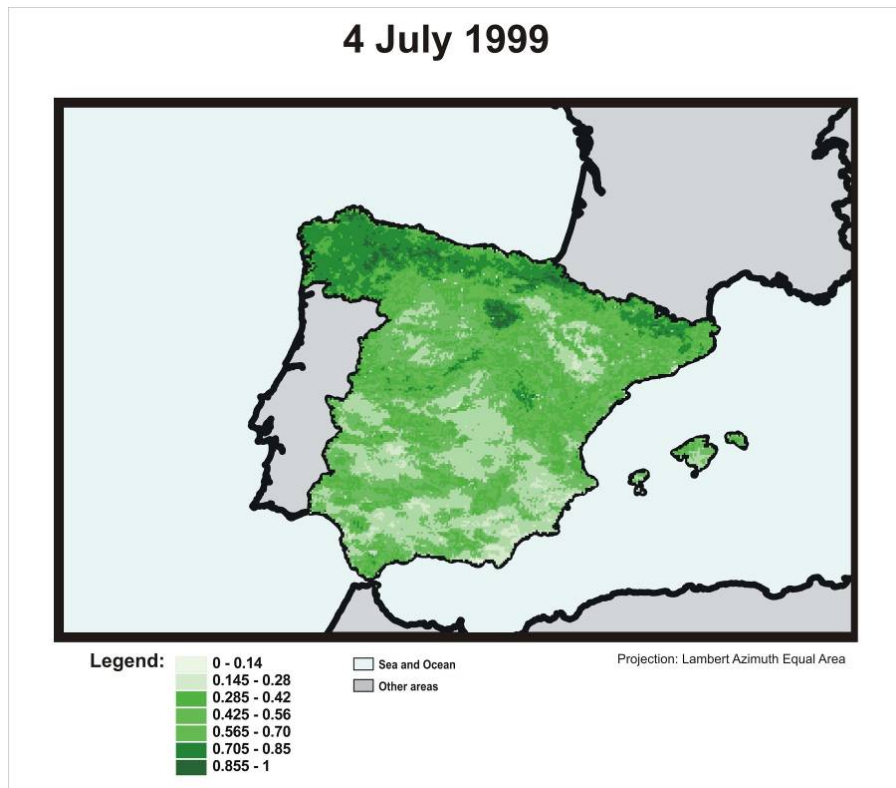 4 July 1999
Legend:
0 - 0.14
0.145 - 0.28
0.285 - 0.42
0.425 - 0.56
0.565 - 0.70
0.705 - 0.85
0.855 - 1
Sea and Ocean
Other areas
Projection: Lambert Azimuth Equal Area